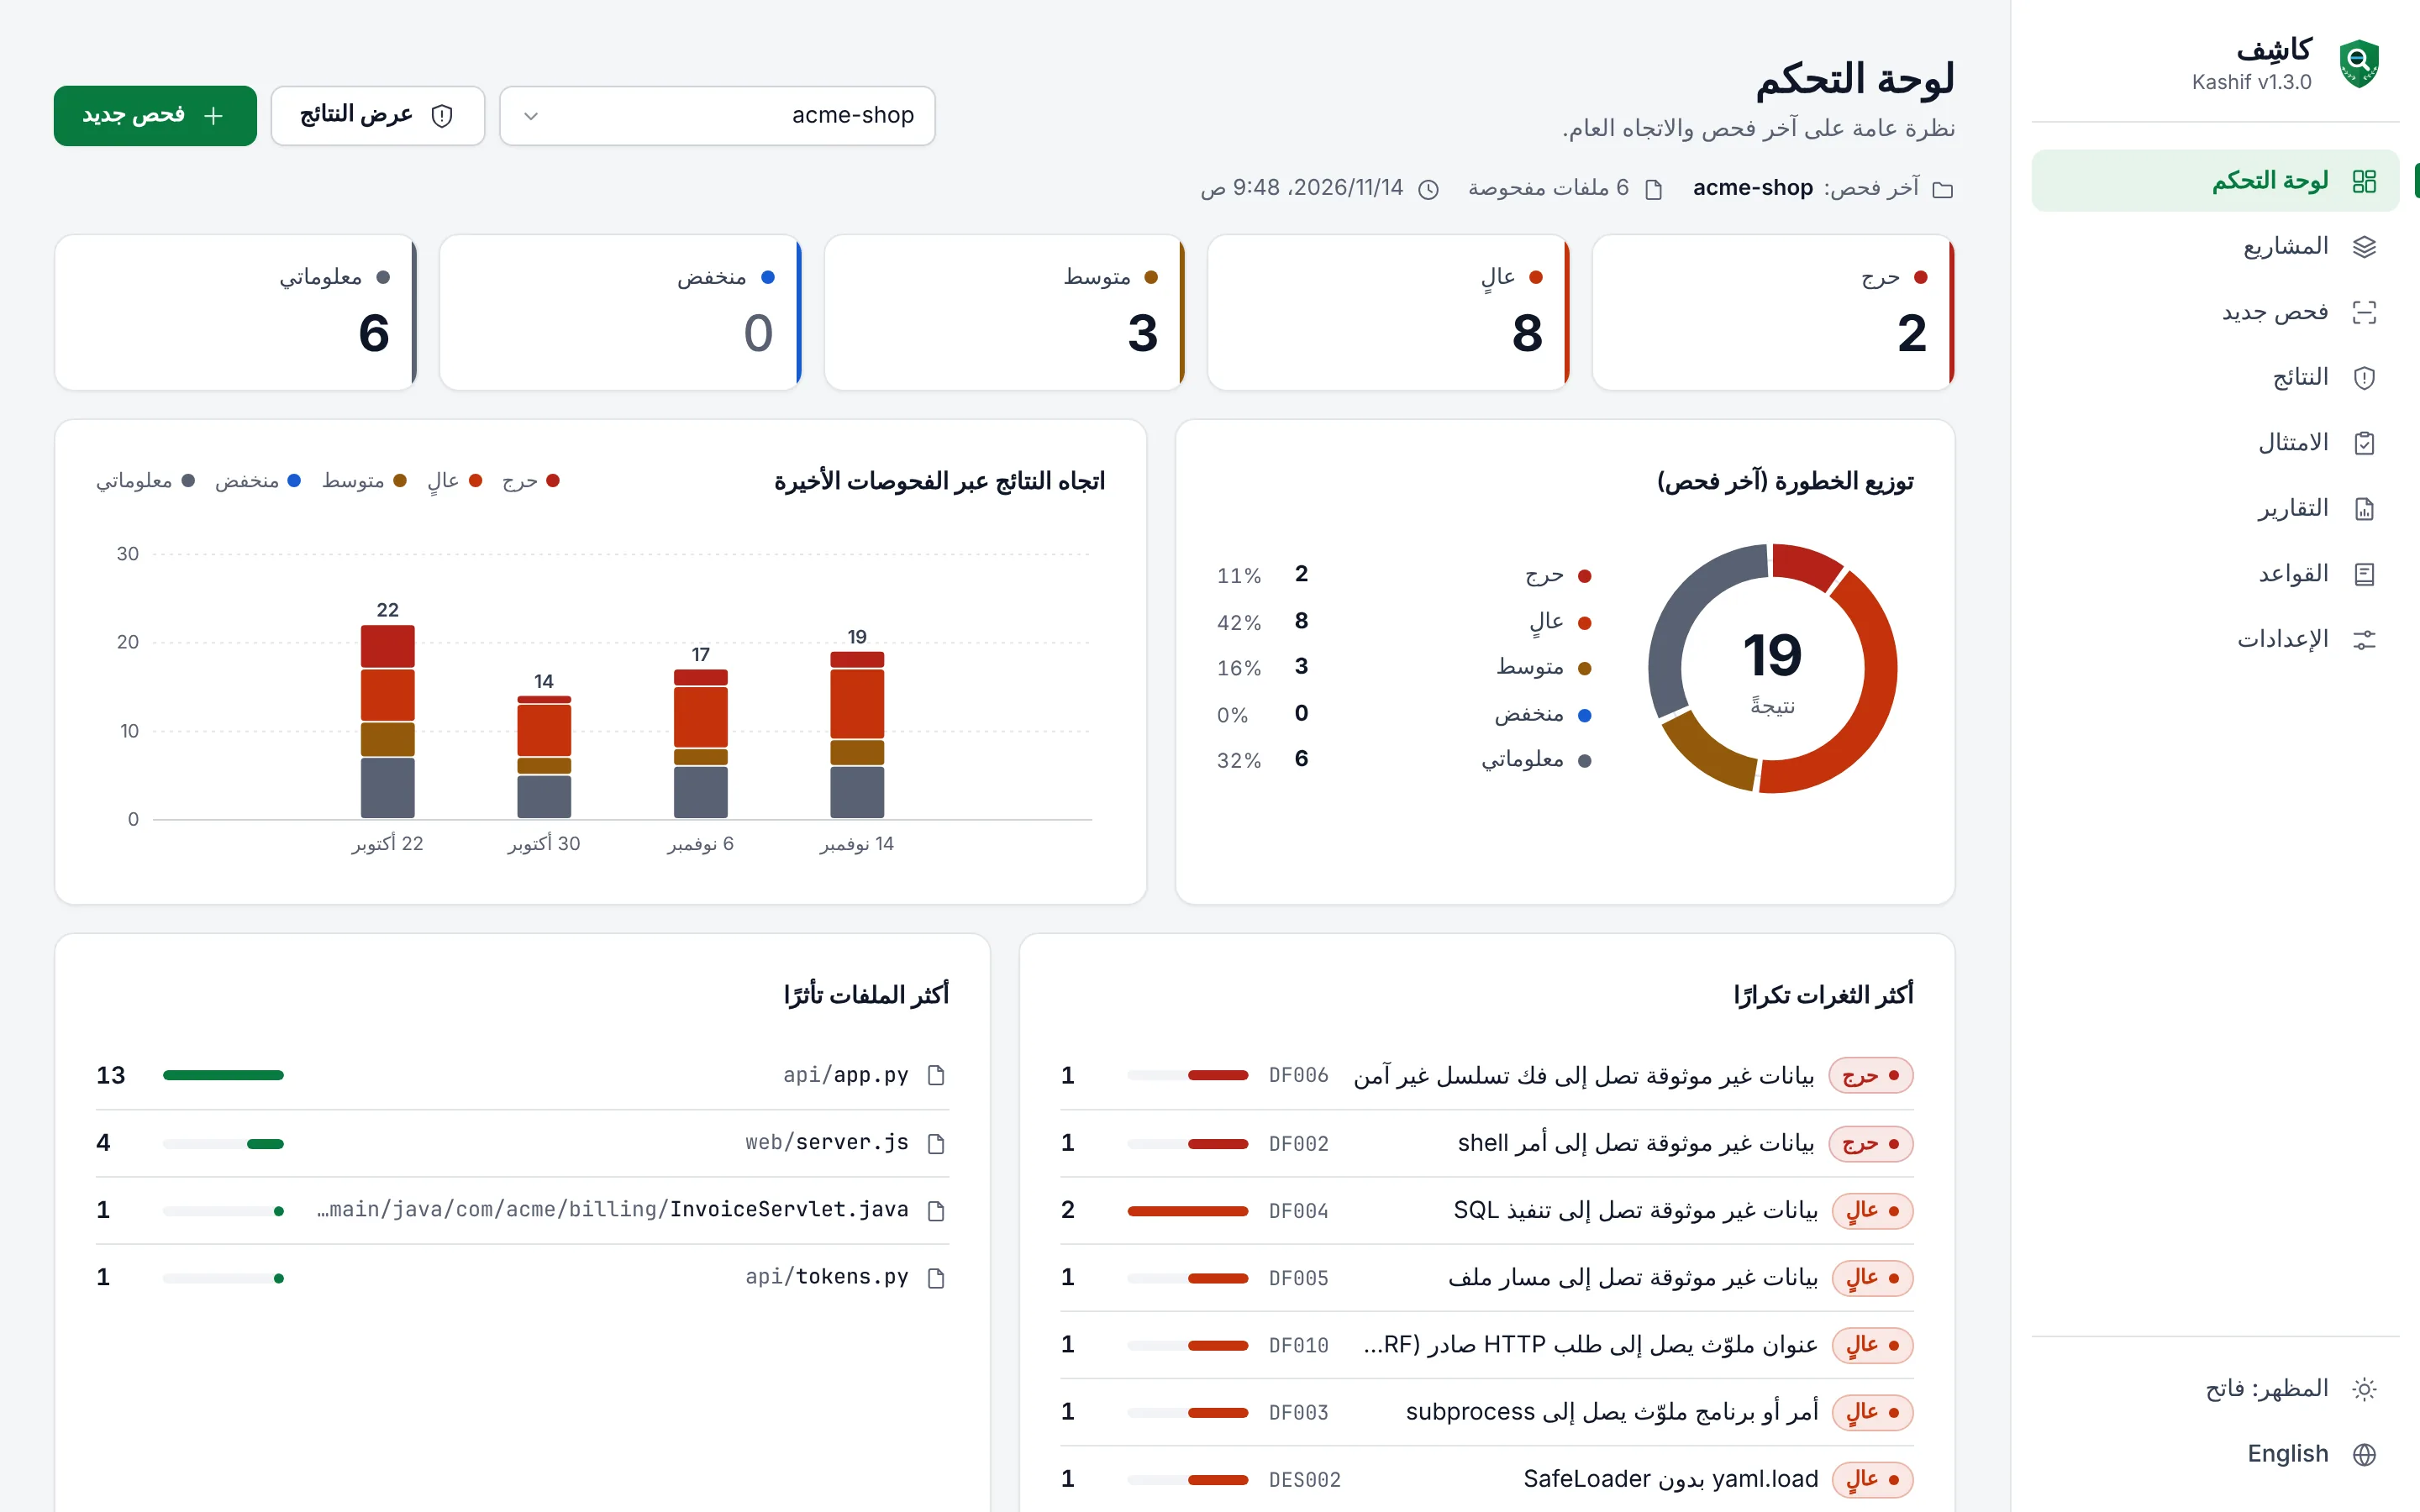 كاشِف
Kashif v1.3.0
لوحة التحكم
المشاريع
فحص جديد
النتائج
الامتثال
التقارير
القواعد
الإعدادات
المظهر: فاتح
English
لوحة التحكم
نظرة عامة على آخر فحص والاتجاه العام.
acme-shop
عرض النتائج
فحص جديد
آخر فحص: acme-shop
6 ملفات مفحوصة
2026/11/14، 9:48 ص
حرج
2
عالٍ
8
متوسط
3
منخفض
0
معلوماتي
6
توزيع الخطورة (آخر فحص)
19
نتيجةً
حرج 2 11%
عالٍ 8 42%
متوسط 3 16%
منخفض 0 0%
معلوماتي 6 32%
اتجاه النتائج عبر الفحوصات الأخيرة
حرج عالٍ متوسط منخفض معلوماتي
30
20
10
0
22
14
17
19
22 أكتوبر
30 أكتوبر
6 نوفمبر
14 نوفمبر
أكثر الثغرات تكرارًا
حرج بيانات غير موثوقة تصل إلى فك تسلسل غير آمن DF006 1
حرج بيانات غير موثوقة تصل إلى أمر shell DF002 1
عالٍ بيانات غير موثوقة تصل إلى تنفيذ SQL DF004 2
عالٍ بيانات غير موثوقة تصل إلى مسار ملف DF005 1
عالٍ عنوان ملوّث يصل إلى طلب HTTP صادر (RF... DF010 1
عالٍ أمر أو برنامج ملوّث يصل إلى subprocess DF003 1
عالٍ yaml.load بدون SafeLoader DES002 1
أكثر الملفات تأثرًا
api/app.py 13
web/server.js 4
…main/java/com/acme/billing/InvoiceServlet.java 1
api/tokens.py 1